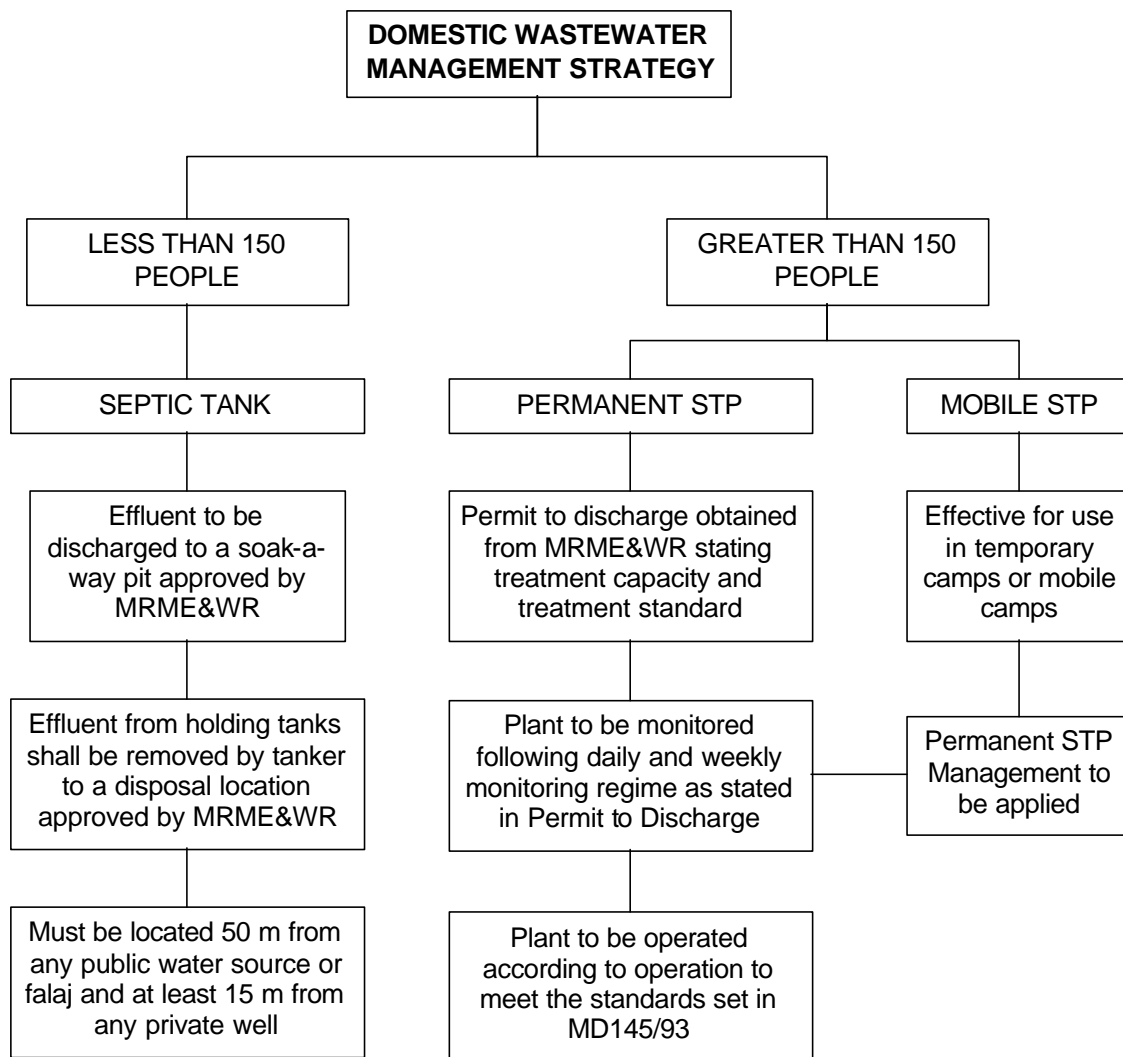 DOMESTIC WASTEWATER
MANAGEMENT STRATEGY
LESS THAN 150
PEOPLE
GREATER THAN 150
PEOPLE
SEPTIC TANK
PERMANENT STP
MOBILE STP
Effluent to be
discharged to a soak-a-
way pit approved by
MRME&WR
Permit to discharge obtained
from MRME&WR stating
treatment capacity and
treatment standard
Effective for use
in temporary
camps or mobile
camps
Effluent from holding tanks
shall be removed by tanker
to a disposal location
approved by MRME&WR
Plant to be monitored
following daily and weekly
monitoring regime as stated
in Permit to Discharge
Permanent STP
Management to
be applied
Must be located 50 m from
any public water source or
falaj and at least 15 m from
any private well
Plant to be operated
according to operation to
meet the standards set in
MD145/93